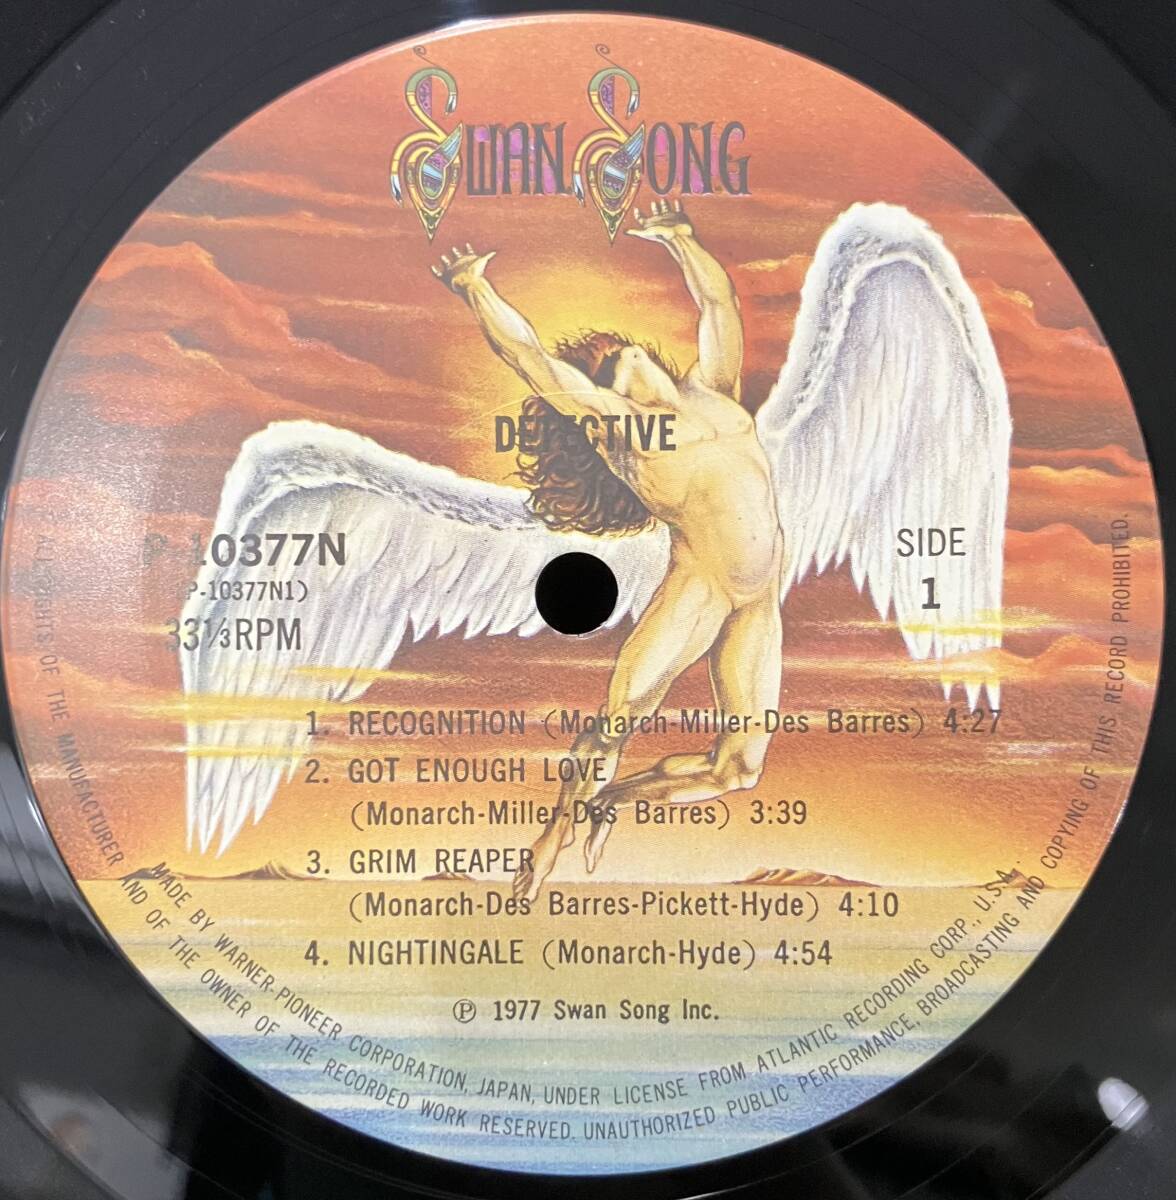 SWAN SONG
DETECTIVE
P-10377N
(P-10377N1)
33 1/3 RPM
SIDE
1
1. RECOGNITION (Monarch-Miller-Des Barres) 4:27
2. GOT ENOUGH LOVE
(Monarch-Miller-Des Barres) 3:39
3. GRIM REAPER
(Monarch-Des Barres-Pickett-Hyde) 4:10
4. NIGHTINGALE (Monarch-Hyde) 4:54
Ⓟ 1977 Swan Song Inc.
MADE BY WARNER-PIONEER CORPORATION, JAPAN, UNDER LICENSE FROM ATLANTIC RECORDING CORP., U.S.A.
ALL RIGHTS OF THE MANUFACTURER AND OF THE OWNER OF THE RECORDED WORK RESERVED. UNAUTHORIZED PUBLIC PERFORMANCE, BROADCASTING AND COPYING OF THIS RECORD PROHIBITED.